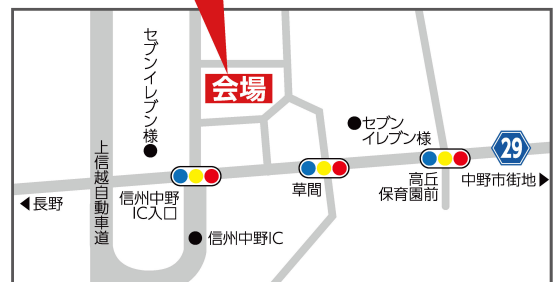 セブンイレブン様
会場
セブン
イレブン様
上信越自動車道
29
長野
信州中野
IC入口
草間
高丘
保育園前
中野市街地
信州中野IC